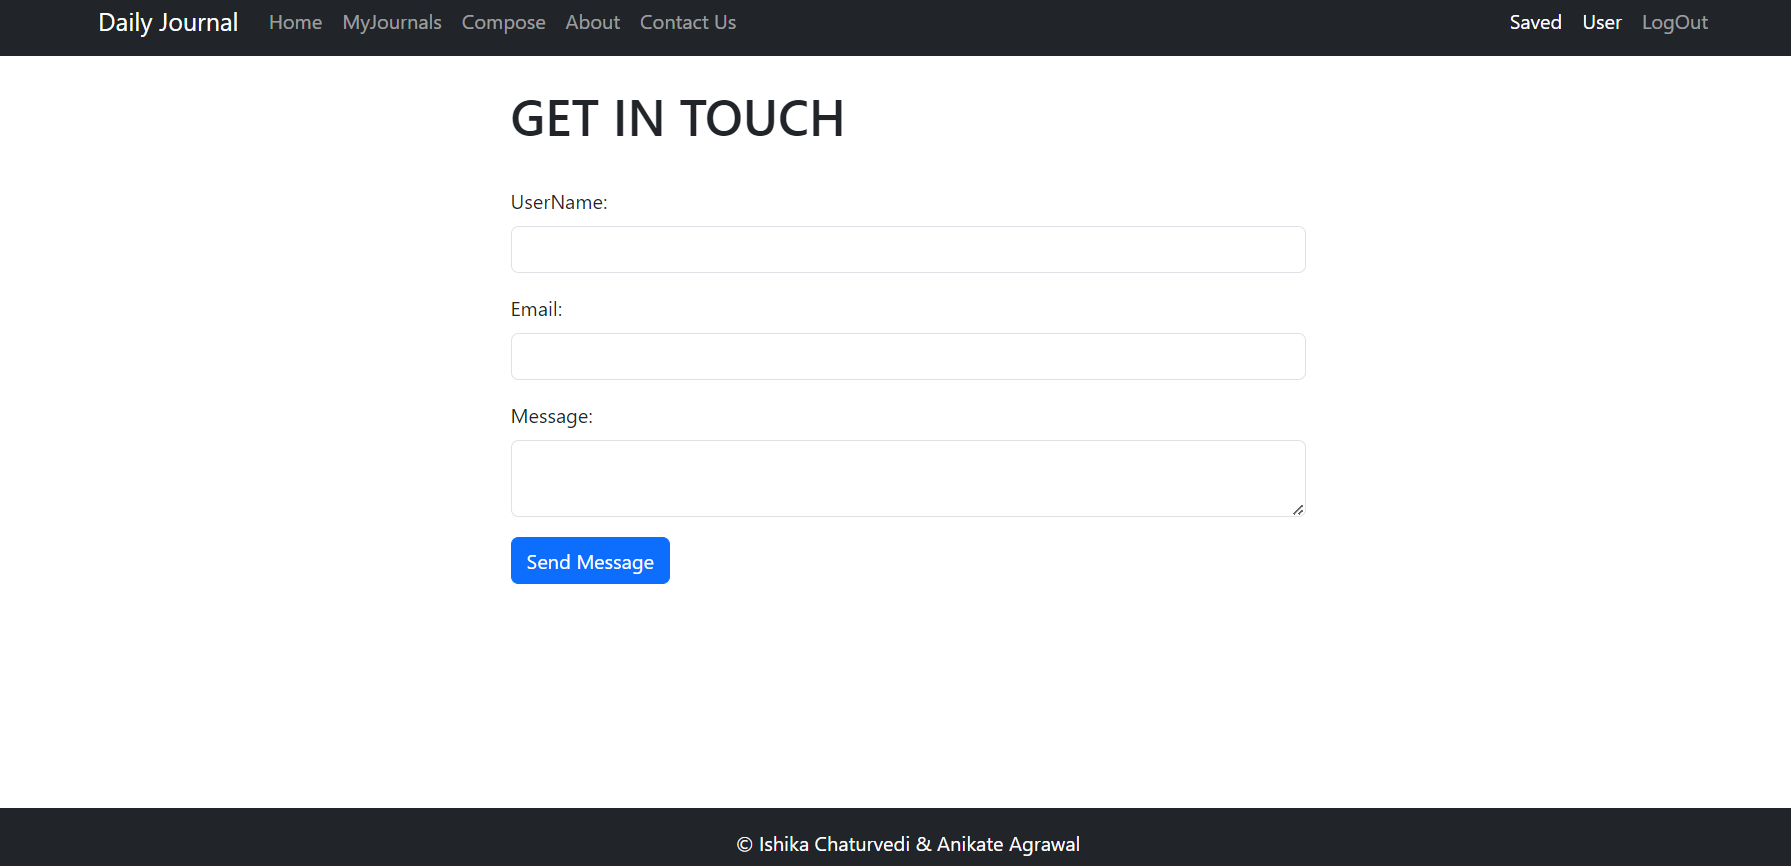 Daily Journal Home MyJournals Compose About Contact Us Saved User LogOut
GET IN TOUCH
UserName:
Email:
Message:
Send Message
© Ishika Chaturvedi & Anikate Agrawal